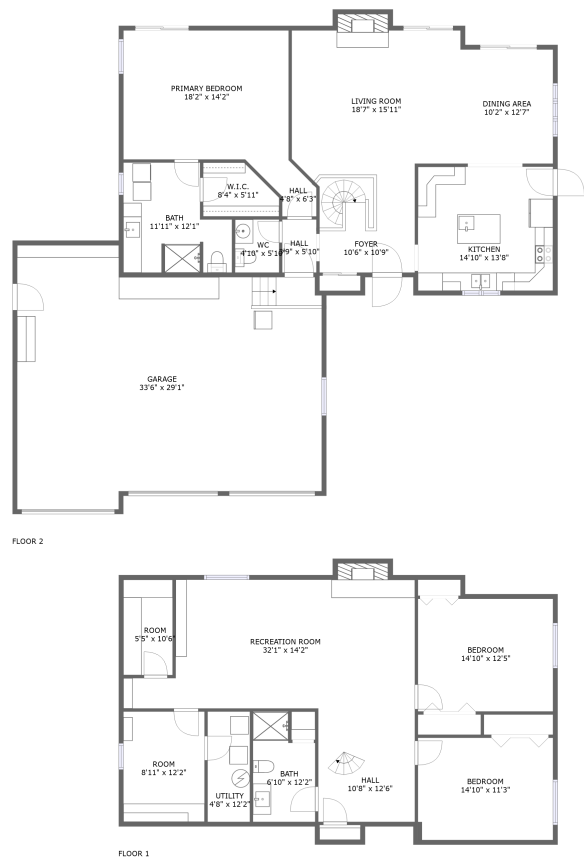 PRIMARY BEDROOM
18'2" x 14'2"
LIVING ROOM
18'7" x 15'11"
DINING AREA
10'2" x 12'7"
W.I.C.
8'4" x 5'11"
HALL
4'8" x 6'3"
BATH
11'11" x 12'1"
WC
4'10" x 5'10"
HALL
3'9" x 5'10"
FOYER
10'6" x 10'9"
KITCHEN
14'10" x 13'8"
GARAGE
33'6" x 29'1"
FLOOR 2
ROOM
5'5" x 10'6"
RECREATION ROOM
32'1" x 14'2"
BEDROOM
14'10" x 12'5"
ROOM
8'11" x 12'2"
UTILITY
4'8" x 12'2"
BATH
6'10" x 12'2"
HALL
10'8" x 12'6"
BEDROOM
14'10" x 11'3"
FLOOR 1